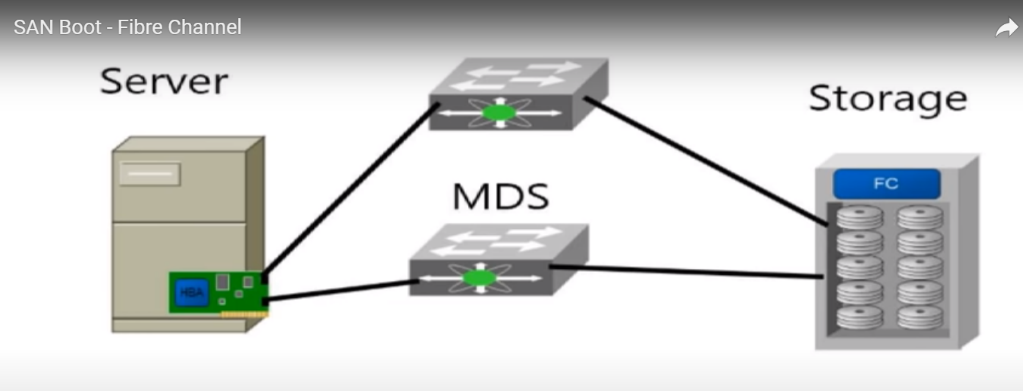 SAN Boot - Fibre Channel
Server
Storage
FC
MDS
HBA